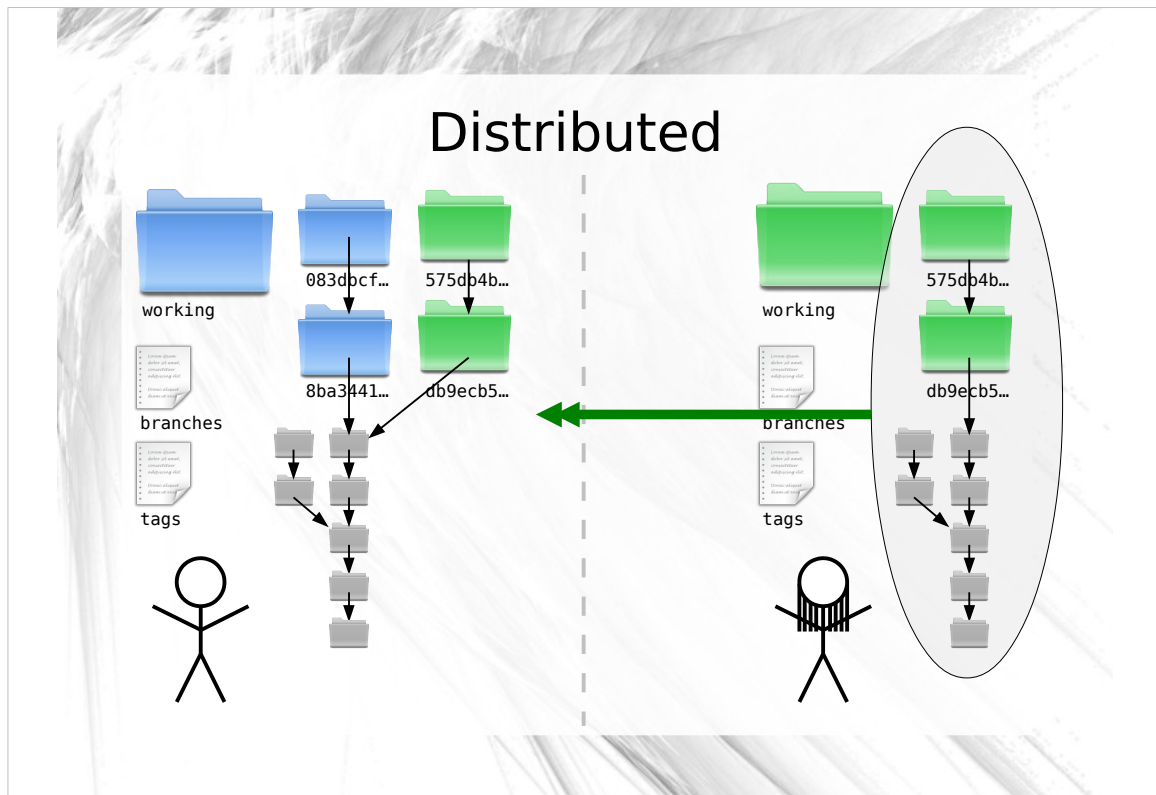 Distributed
083dbcf…
575db4b…
working
8ba3441…
db9ecb5…
branches
tags
575db4b…
working
db9ecb5…
branches
tags